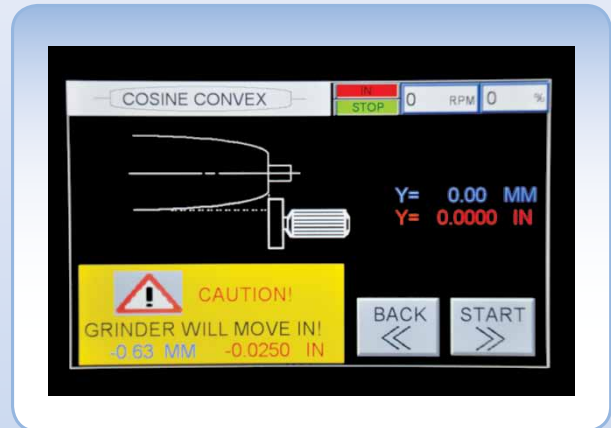 COSINE CONVEX
IN
STOP
0 RPM 0 %
Y= 0.00 MM
Y= 0.0000 IN
CAUTION!
GRINDER WILL MOVE IN!
-0.63 MM -0.0250 IN
BACK
START